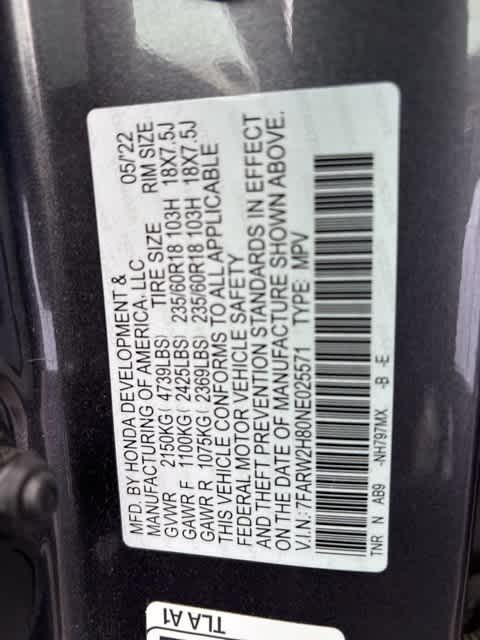 MFD. BY HONDA DEVELOPMENT &
MANUFACTURING OF AMERICA, LLC 05/'22
GVWR 2150KG( 4739LBS) TIRE SIZE RIM SIZE
GAWR F 1100KG( 2425LBS) 235/60R18 103H 18X7.5J
GAWR R 1075KG( 2369LBS) 235/60R18 103H 18X7.5J
THIS VEHICLE CONFORMS TO ALL APPLICABLE
FEDERAL MOTOR VEHICLE SAFETY
AND THEFT PREVENTION STANDARDS IN EFFECT
ON THE DATE OF MANUFACTURE SHOWN ABOVE.
V.I.N.:7FARW2H80NE025571 TYPE: MPV
TNR N AB9 -NH797MX -B -E
TLA A1